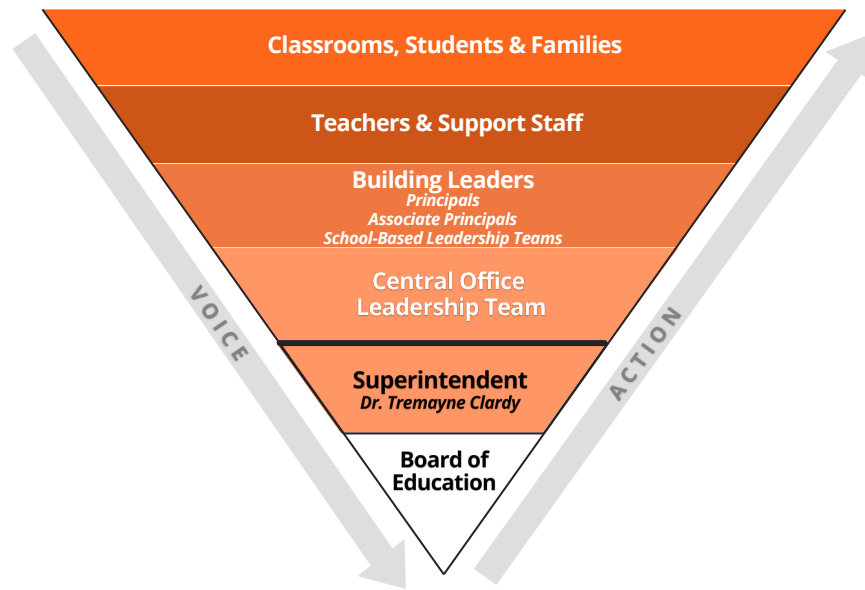 Classrooms, Students & Families
Teachers & Support Staff
Building Leaders
Principals
Associate Principals
School-Based Leadership Teams
Central Office
Leadership Team
VOICE
ACTION
Superintendent
Dr. Tremayne Clardy
Board of
Education